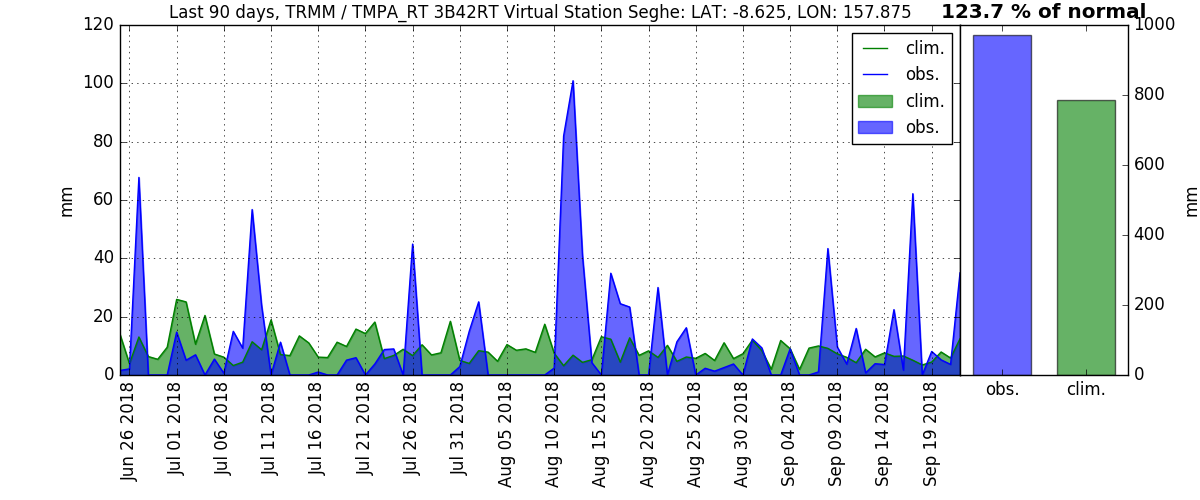 Last 90 days, TRMM / TMPA_RT 3B42RT Virtual Station Seghe: LAT: -8.625, LON: 157.875
123.7 % of normal
120
100
80
60
40
20
0
mm
clim.
obs.
clim.
obs.
1000
800
600
400
200
0
mm
obs.
clim.
Jun 26 2018
Jul 01 2018
Jul 06 2018
Jul 11 2018
Jul 16 2018
Jul 21 2018
Jul 26 2018
Jul 31 2018
Aug 05 2018
Aug 10 2018
Aug 15 2018
Aug 20 2018
Aug 25 2018
Aug 30 2018
Sep 04 2018
Sep 09 2018
Sep 14 2018
Sep 19 2018